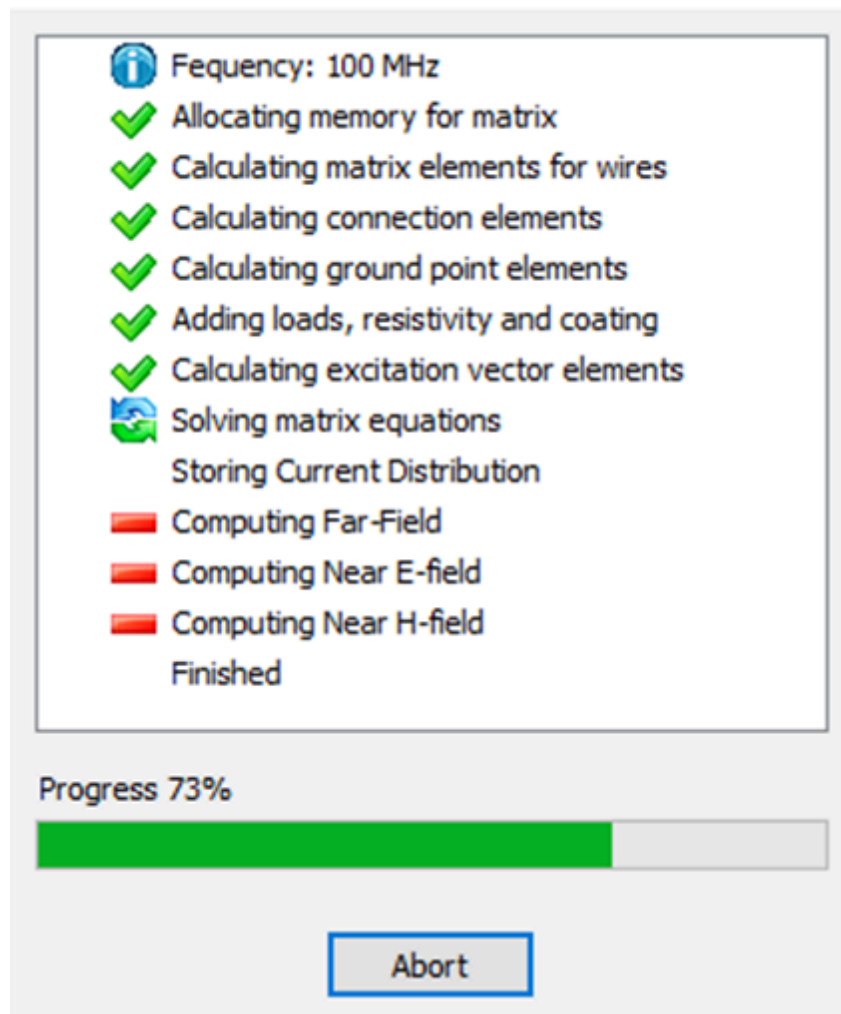 Fequency: 100 MHz
Allocating memory for matrix
Calculating matrix elements for wires
Calculating connection elements
Calculating ground point elements
Adding loads, resistivity and coating
Calculating excitation vector elements
Solving matrix equations
Storing Current Distribution
Computing Far-Field
Computing Near E-field
Computing Near H-field
Finished
Progress 73%
Abort